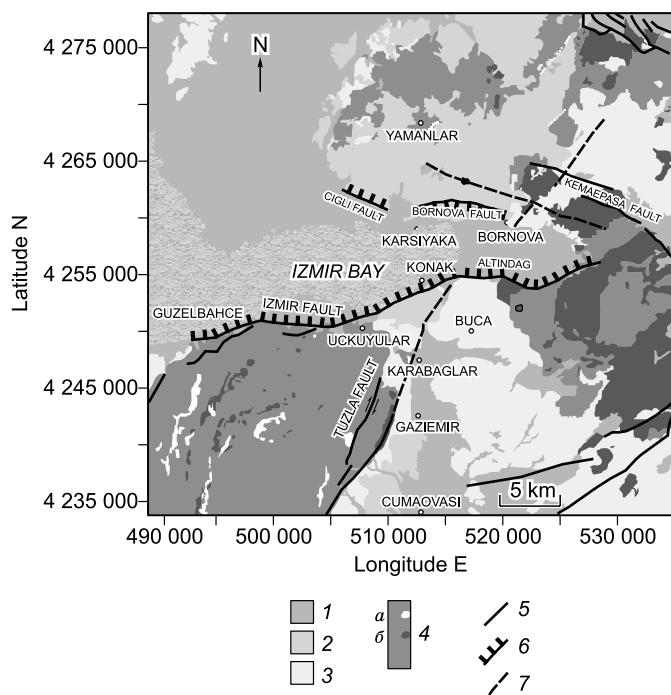 4 275 000
4 265 000
4 255 000
4 245 000
4 235 000
Latitude N
N
YAMANLAR
CIGLI FAULT
BORNOVA FAULT
KEMAEPASA FAULT
KARSIYAKA
BORNOVA
IZMIR BAY
KONAK
ALTINDAG
GUZELBAHCE
IZMIR FAULT
UCKUYULAR
BUCA
TUZLA FAULT
KARABAGLAR
GAZIEMIR
CUMAOVASI
5 km
490 000 500 000 510 000 520 000 530 000
Longitude E
1
2
3
а
б
4
5
6
7